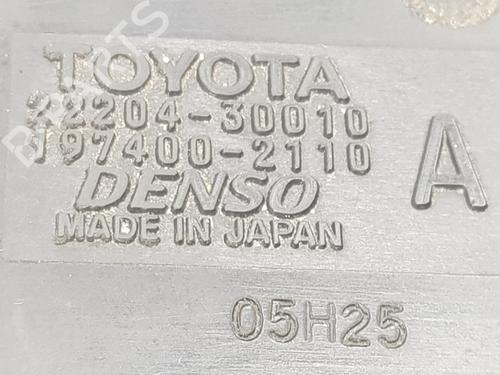 TOYOTA
22204-30010
197400-2110
DENSO
MADE IN JAPAN
A
05H25